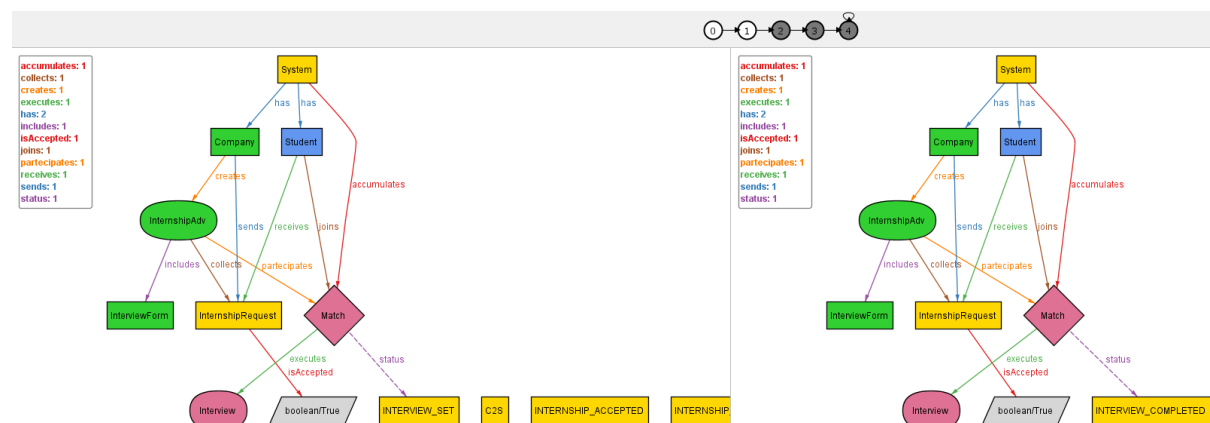 0 1 2 3 4
accumulates: 1
collects: 1
creates: 1
executes: 1
has: 2
includes: 1
isAccepted: 1
joins: 1
partecipates: 1
receives: 1
sends: 1
status: 1
System
has has
Company Student
creates accumulates
InternshipAdv
sends receives joins
includes collects partecipates
InterviewForm InternshipRequest Match
executes status
isAccepted
Interview boolean/True INTERVIEW_SET C2S INTERNSHIP_ACCEPTED INTERNSHIP_
accumulates: 1
collects: 1
creates: 1
executes: 1
has: 2
includes: 1
isAccepted: 1
joins: 1
partecipates: 1
receives: 1
sends: 1
status: 1
System
has has
Company Student
creates accumulates
InternshipAdv
sends receives joins
includes collects partecipates
InterviewForm InternshipRequest Match
executes status
isAccepted
Interview boolean/True INTERVIEW_COMPLETED